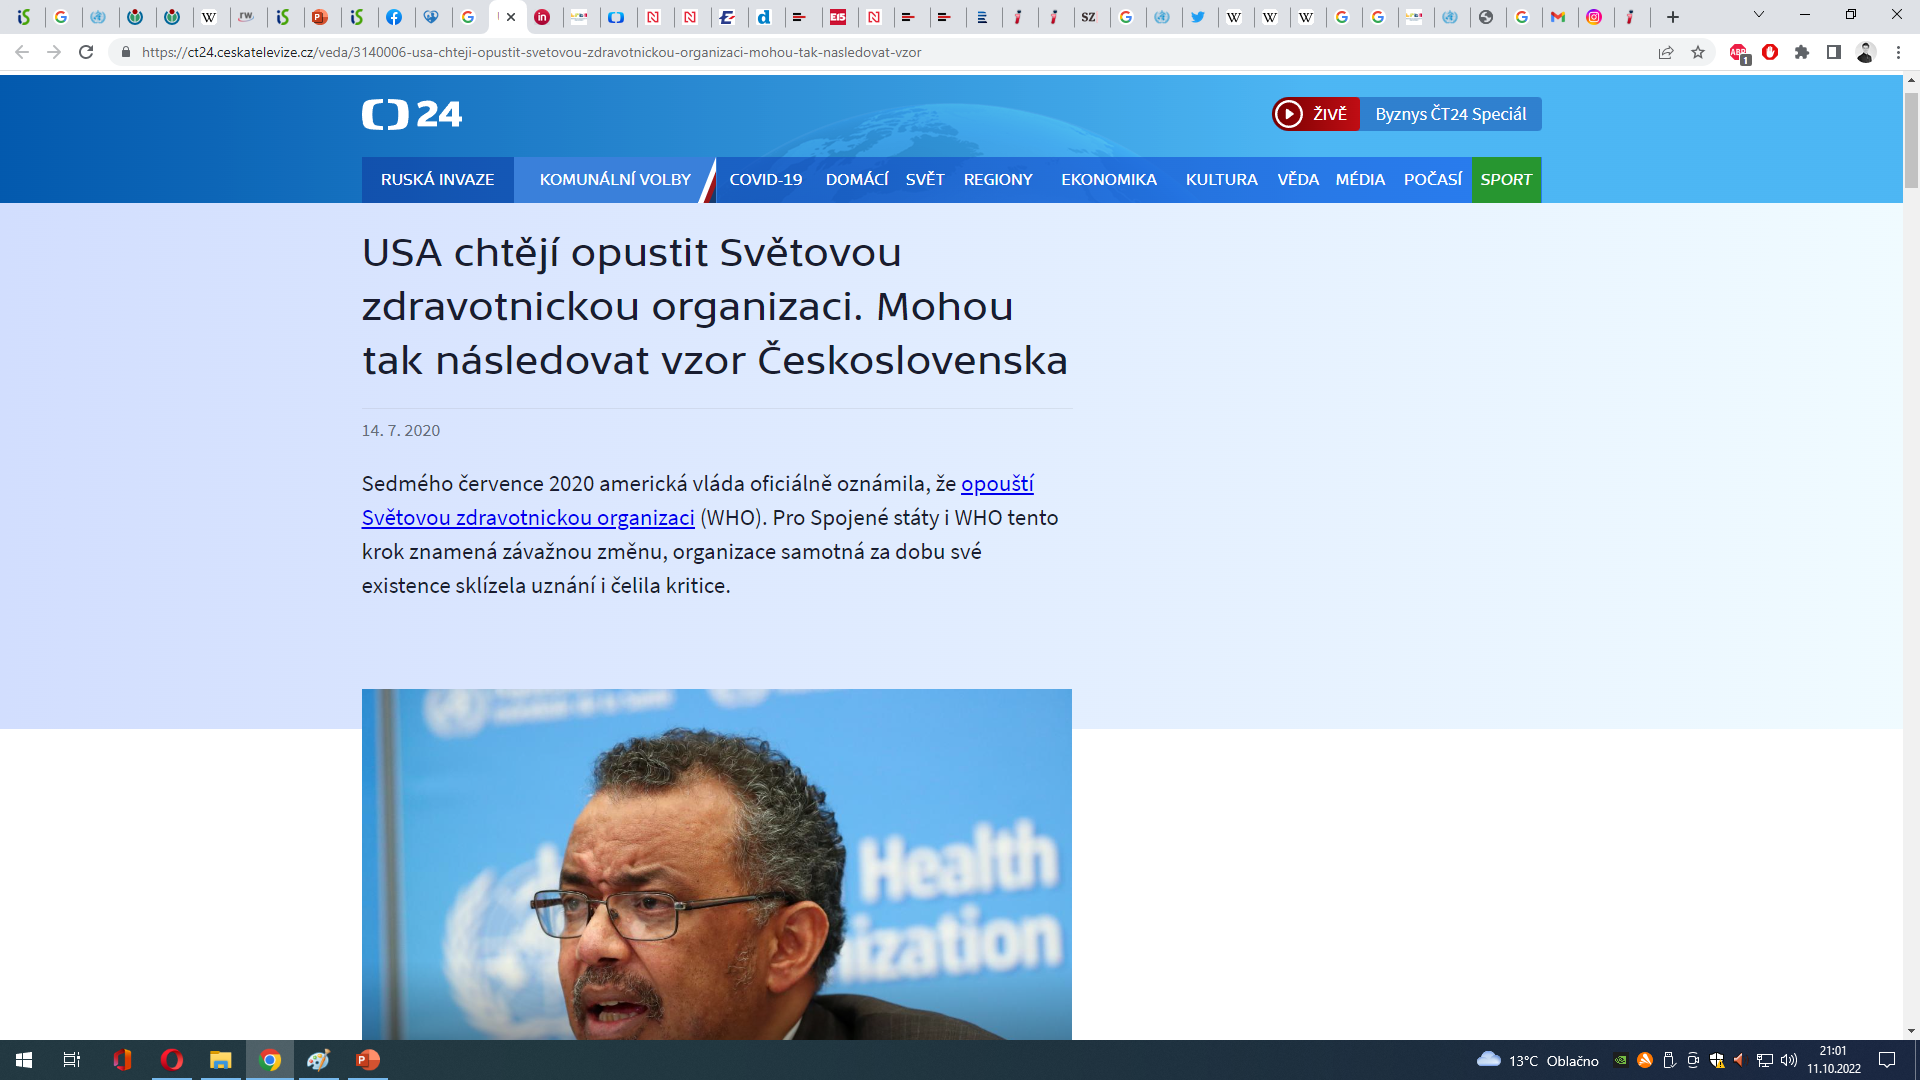 https://ct24.ceskatelevize.cz/veda/3140006-usa-chteji-opustit-svetovou-zdravotnickou-organizaci-mohou-tak-nasledovat-vzor
24
ŽIVĚ Byznys ČT24 Speciál
RUSKÁ INVAZE KOMUNÁLNÍ VOLBY COVID-19 DOMÁCÍ SVĚT REGIONY EKONOMIKA KULTURA VĚDA MÉDIA POČASÍ SPORT
USA chtějí opustit Světovou
zdravotnickou organizaci. Mohou
tak následovat vzor Československa
14. 7. 2020
Sedmého července 2020 americká vláda oficiálně oznámila, že opouští
Světovou zdravotnickou organizaci (WHO). Pro Spojené státy i WHO tento
krok znamená závažnou změnu, organizace samotná za dobu své
existence sklízela uznání i čelila kritice.
Health
nization
13°C Oblačno
21:01
11.10.2022